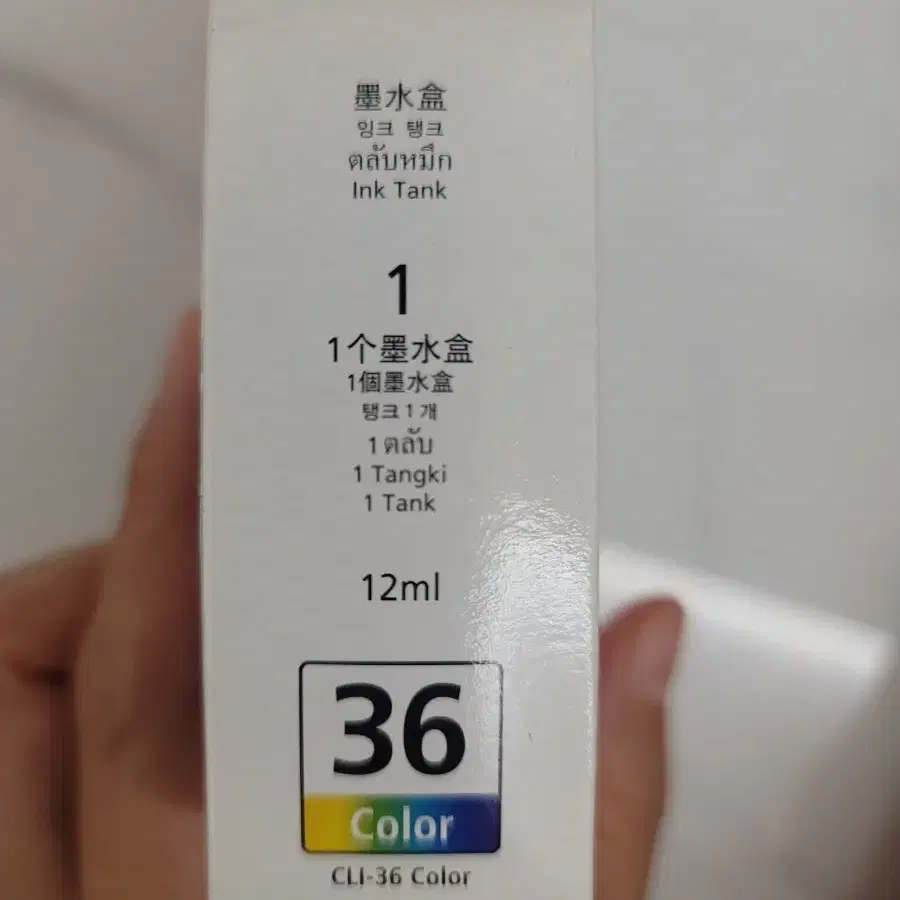 墨水盒
잉크 탱크
ตลับหมึก
Ink Tank
1
1个墨水盒
1個墨水盒
탱크 1 개
1 ตลับ
1 Tangki
1 Tank
12ml
36
Color
CLI-36 Color